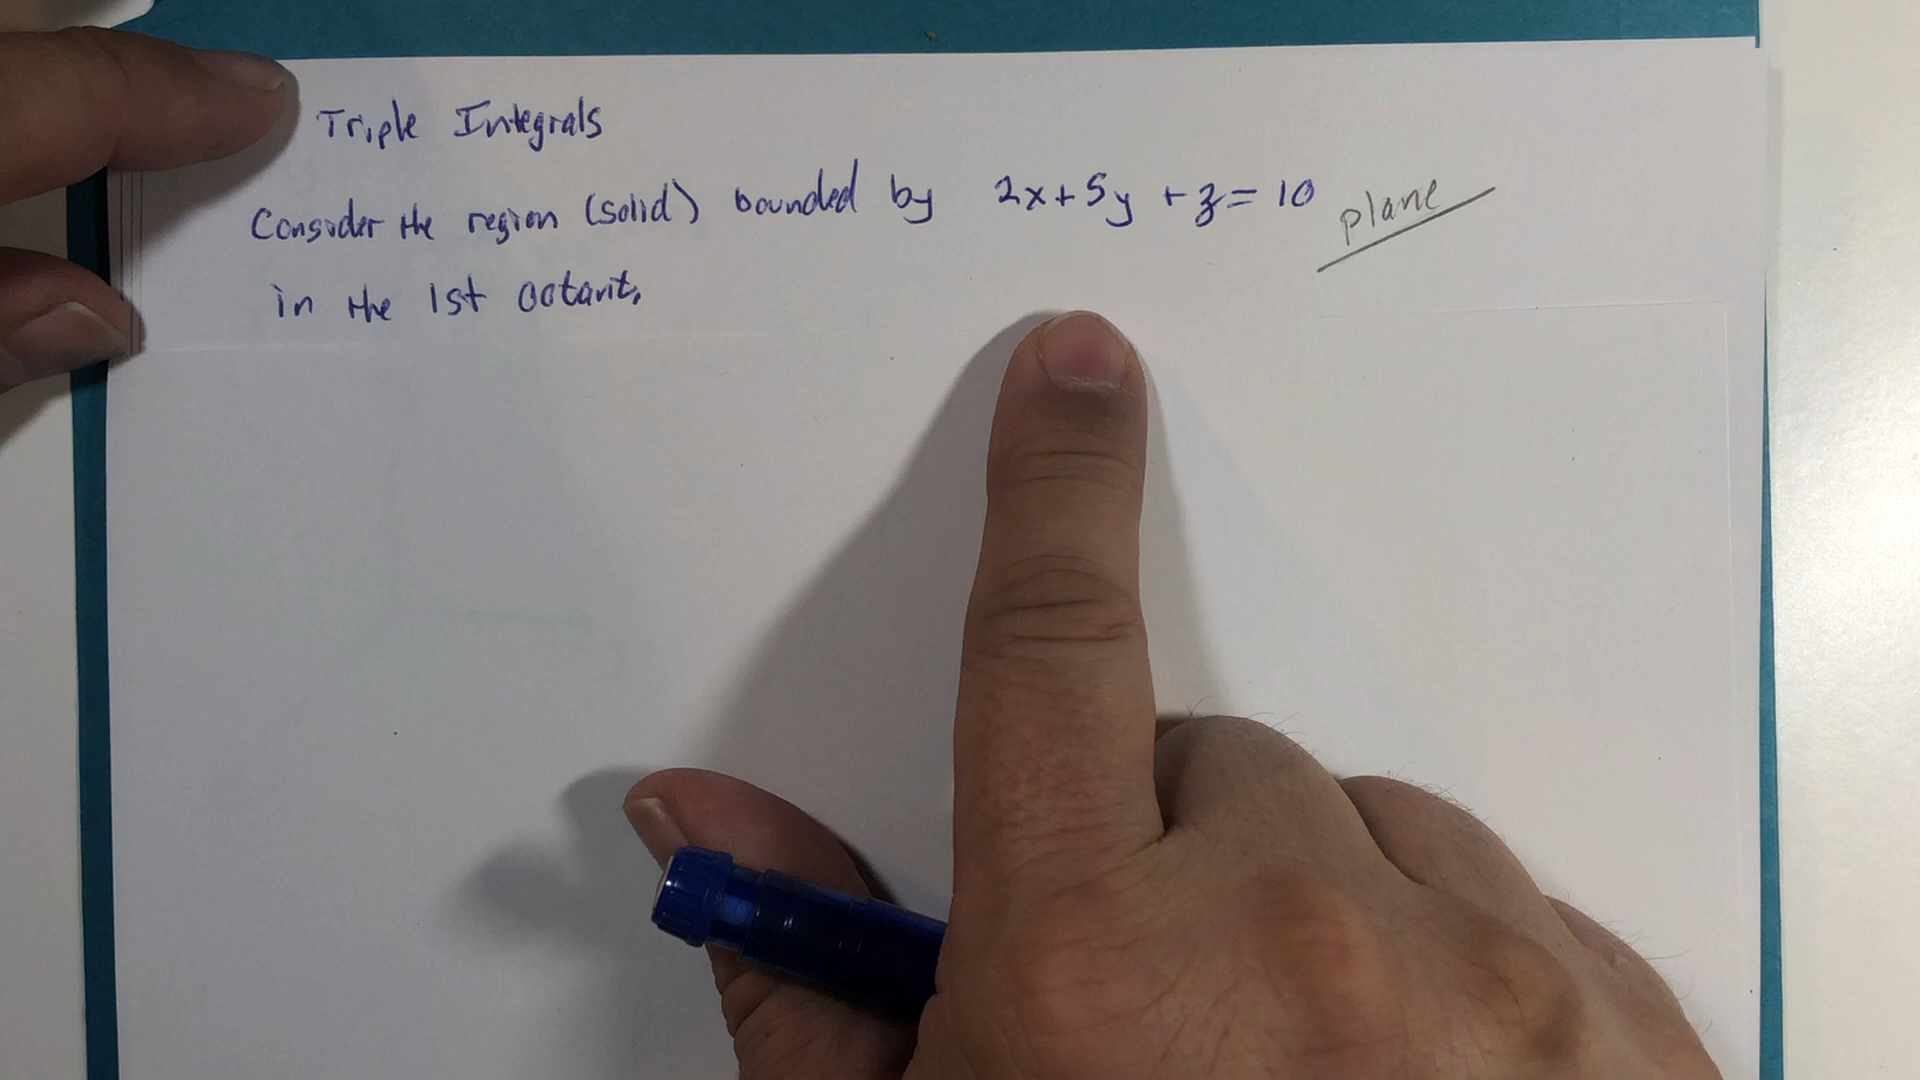 Triple Integrals
Consider the region (solid) bounded by 2x+5y+z=10 plane
in the 1st octant.